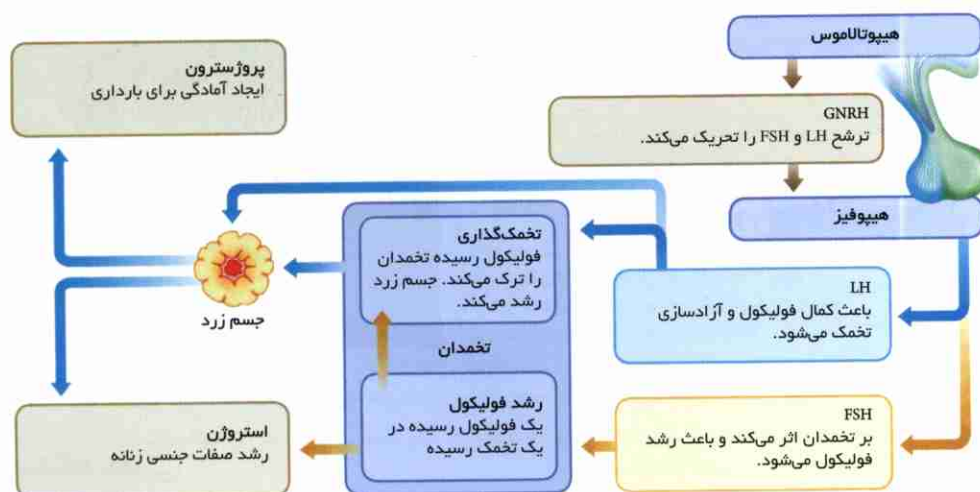 هیپوتالاموس
GNRH
ترشح LH و FSH را تحریک می‌کند.
هیپوفیز
LH
باعث کمال فولیکول و آزادسازی
تخمک می‌شود.
FSH
بر تخمدان اثر می‌کند و باعث رشد
فولیکول می‌شود.
تخمک‌گذاری
فولیکول رسیده تخمدان
را ترک می‌کند. جسم زرد
رشد می‌کند.
تخمدان
رشد فولیکول
یک فولیکول رسیده در
یک تخمک رسیده
جسم زرد
پروژسترون
ایجاد آمادگی برای بارداری
استروژن
رشد صفات جنسی زنانه